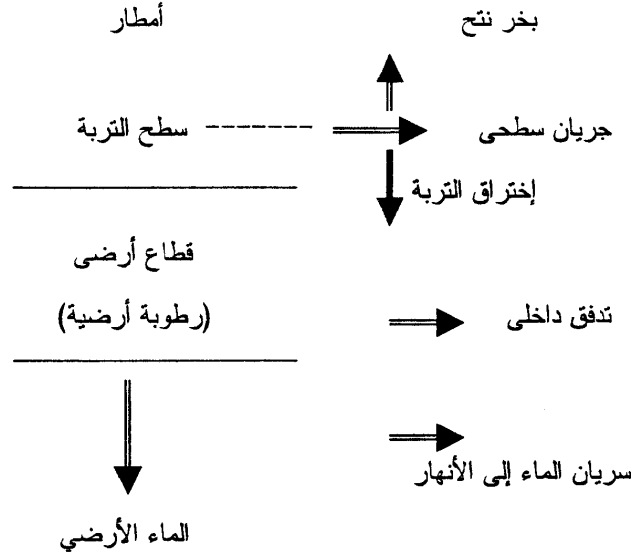 أمطار
بخر نتح
سطح التربة
جريان سطحى
إختراق التربة
قطاع أرضى
(رطوبة أرضية)
تدفق داخلى
سريان الماء إلى الأنهار
الماء الأرضي